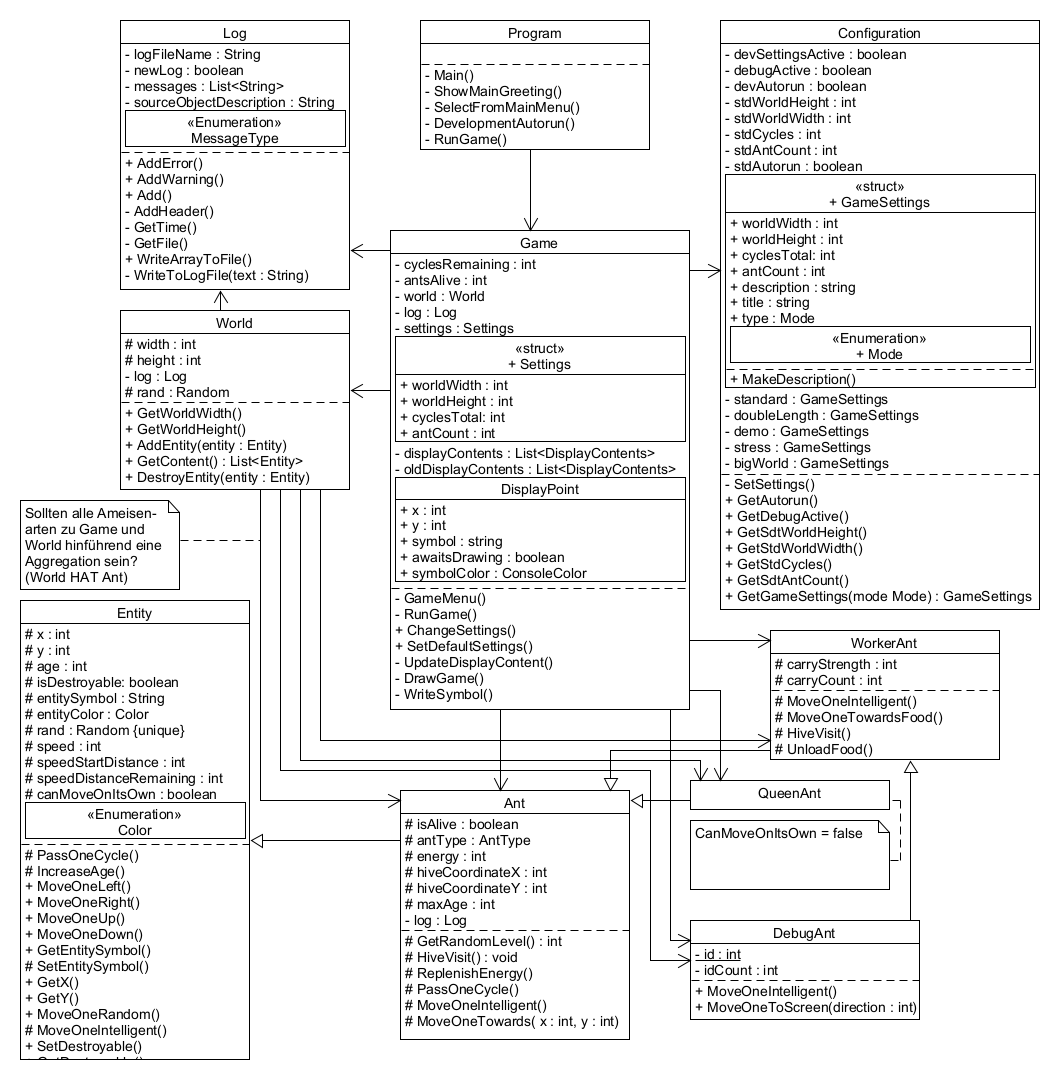 Log
- logFileName : String
- newLog : boolean
- messages : List<String>
- sourceObjectDescription : String
«Enumeration»
MessageType
+ AddError()
+ AddWarning()
+ Add()
- AddHeader()
- GetTime()
- GetFile()
+ WriteArrayToFile()
- WriteToLogFile(text : String)
Program
- Main()
- ShowMainGreeting()
- SelectFromMainMenu()
- DevelopmentAutorun()
- RunGame()
Configuration
- devSettingsActive : boolean
- debugActive : boolean
- devAutorun : boolean
- stdWorldHeight : int
- stdWorldWidth : int
- stdCycles : int
- stdAntCount : int
- stdAutorun : boolean
«struct»
+ GameSettings
+ worldWidth : int
+ worldHeight : int
+ cyclesTotal: int
+ antCount : int
+ description : string
+ title : string
+ type : Mode
«Enumeration»
+ Mode
+ MakeDescription()
- standard : GameSettings
- doubleLength : GameSettings
- demo : GameSettings
- stress : GameSettings
- bigWorld : GameSettings
- SetSettings()
+ GetAutorun()
+ GetDebugActive()
+ GetSdtWorldHeight()
+ GetStdWorldWidth()
+ GetStdCycles()
+ GetSdtAntCount()
+ GetGameSettings(mode Mode) : GameSettings
World
# width : int
# height : int
- log : Log
# rand : Random
+ GetWorldWidth()
+ GetWorldHeight()
+ AddEntity(entity : Entity)
+ GetContent() : List<Entity>
+ DestroyEntity(entity : Entity)
Game
- cyclesRemaining : int
- antsAlive : int
- world : World
- log : Log
- settings : Settings
«struct»
+ Settings
+ worldWidth : int
+ worldHeight : int
+ cyclesTotal: int
+ antCount : int
- displayContents : List<DisplayContents>
- oldDisplayContents : List<DisplayContents>
DisplayPoint
+ x : int
+ y : int
+ symbol : string
+ awaitsDrawing : boolean
+ symbolColor : ConsoleColor
- GameMenu()
- RunGame()
+ ChangeSettings()
+ SetDefaultSettings()
- UpdateDisplayContent()
- DrawGame()
- WriteSymbol()
Sollten alle Ameisen-
arten zu Game und
World hinführend eine
Aggregation sein?
(World HAT Ant)
Entity
# x : int
# y : int
# age : int
# isDestroyable: boolean
# entitySymbol : String
# entityColor : Color
# rand : Random {unique}
# speed : int
# speedStartDistance : int
# speedDistanceRemaining : int
# canMoveOnItsOwn : boolean
«Enumeration»
Color
# PassOneCycle()
# IncreaseAge()
+ MoveOneLeft()
+ MoveOneRight()
+ MoveOneUp()
+ MoveOneDown()
+ GetEntitySymbol()
# SetEntitySymbol()
+ GetX()
+ GetY()
+ MoveOneRandom()
# MoveOneIntelligent()
+ SetDestroyable()
WorkerAnt
# carryStrength : int
# carryCount : int
# MoveOneIntelligent()
# MoveOneTowardsFood()
# HiveVisit()
# UnloadFood()
QueenAnt
CanMoveOnItsOwn = false
Ant
# isAlive : boolean
# antType : AntType
# energy : int
# hiveCoordinateX : int
# hiveCoordinateY : int
# maxAge : int
- log : Log
# GetRandomLevel() : int
# HiveVisit() : void
# ReplenishEnergy()
# PassOneCycle()
# MoveOneIntelligent()
# MoveOneTowards( x : int, y : int)
DebugAnt
- id : int
- idCount : int
+ MoveOneIntelligent()
+ MoveOneToScreen(direction : int)